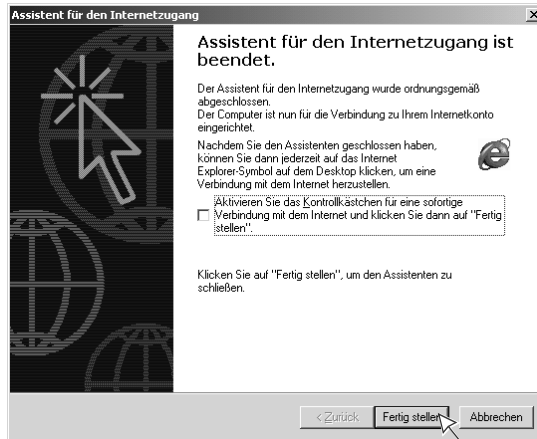 Assistent für den Internetzugang
Assistent für den Internetzugang ist
beendet.
Der Assistent für den Internetzugang wurde ordnungsgemäß
abgeschlossen.
Der Computer ist nun für die Verbindung zu Ihrem Internetkonto
eingerichtet.
Nachdem Sie den Assistenten geschlossen haben,
können Sie dann jederzeit auf das Internet
Explorer-Symbol auf dem Desktop klicken, um eine
Verbindung mit dem Internet herzustellen.
Aktivieren Sie das Kontrollkästchen für eine sofortige
Verbindung mit dem Internet und klicken Sie dann auf "Fertig
stellen".
Klicken Sie auf "Fertig stellen", um den Assistenten zu
schließen.
< Zurück Fertig stellen Abbrechen